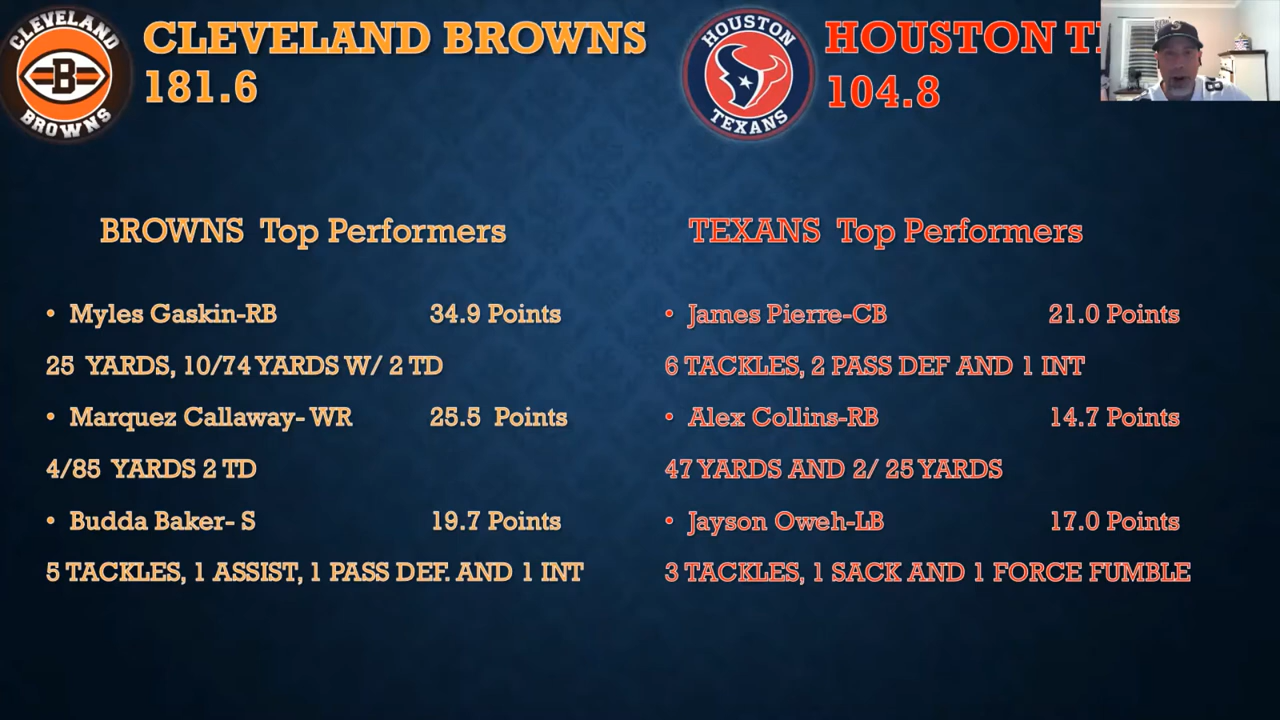 CLEVELAND BROWNS
181.6
CLEVELAND
B
BROWNS
HOUSTON
TEXANS
HOUSTON
104.8
BROWNS Top Performers
• Myles Gaskin-RB 34.9 Points
25 YARDS, 10/74 YARDS W/ 2 TD
• Marquez Callaway- WR 25.5 Points
4/85 YARDS 2 TD
• Budda Baker- S 19.7 Points
5 TACKLES, 1 ASSIST, 1 PASS DEF. AND 1 INT
TEXANS Top Performers
• James Pierre-CB 21.0 Points
6 TACKLES, 2 PASS DEF AND 1 INT
• Alex Collins-RB 14.7 Points
47 YARDS AND 2/ 25 YARDS
• Jayson Oweh-LB 17.0 Points
3 TACKLES, 1 SACK AND 1 FORCE FUMBLE